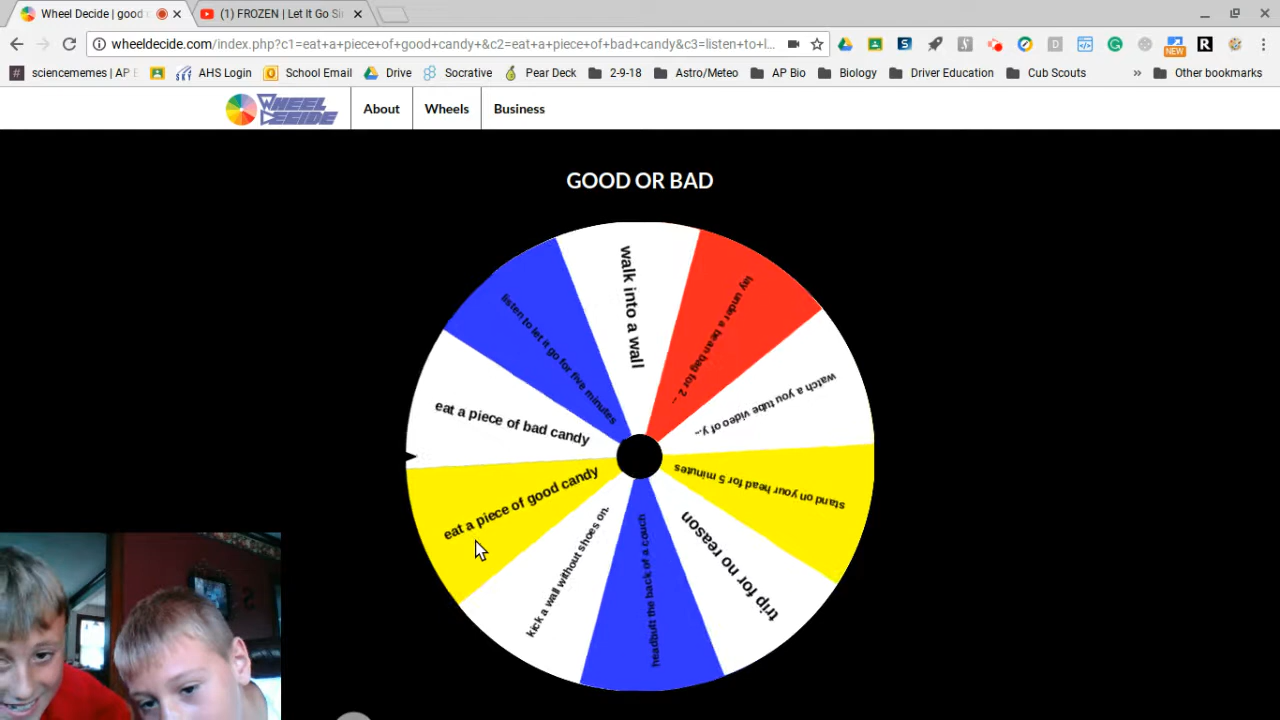 Wheel Decide | good
(1) FROZEN | Let It Go Si
wheeldecide.com/index.php?c1=eat+a+piece+of+good+candy+&c2=eat+a+piece+of+bad+candy&c3=listen+to+l...
NEW
sciencememes | AP E
AHS Login
School Email
Drive
Socrative
Pear Deck
2-9-18
Astro/Meteo
AP Bio
Biology
Driver Education
Cub Scouts
»
Other bookmarks
WHEEL DECIDE
About
Wheels
Business
GOOD OR BAD
walk into a wall
lay under a bean bag for 2 ...
watch a you tube video of y...
stand on your head for 5 minutes
trip for no reason
headbutt the back of a couch
kick a wall without shoes on.
eat a piece of good candy
eat a piece of bad candy
listen to let it go for five minutes